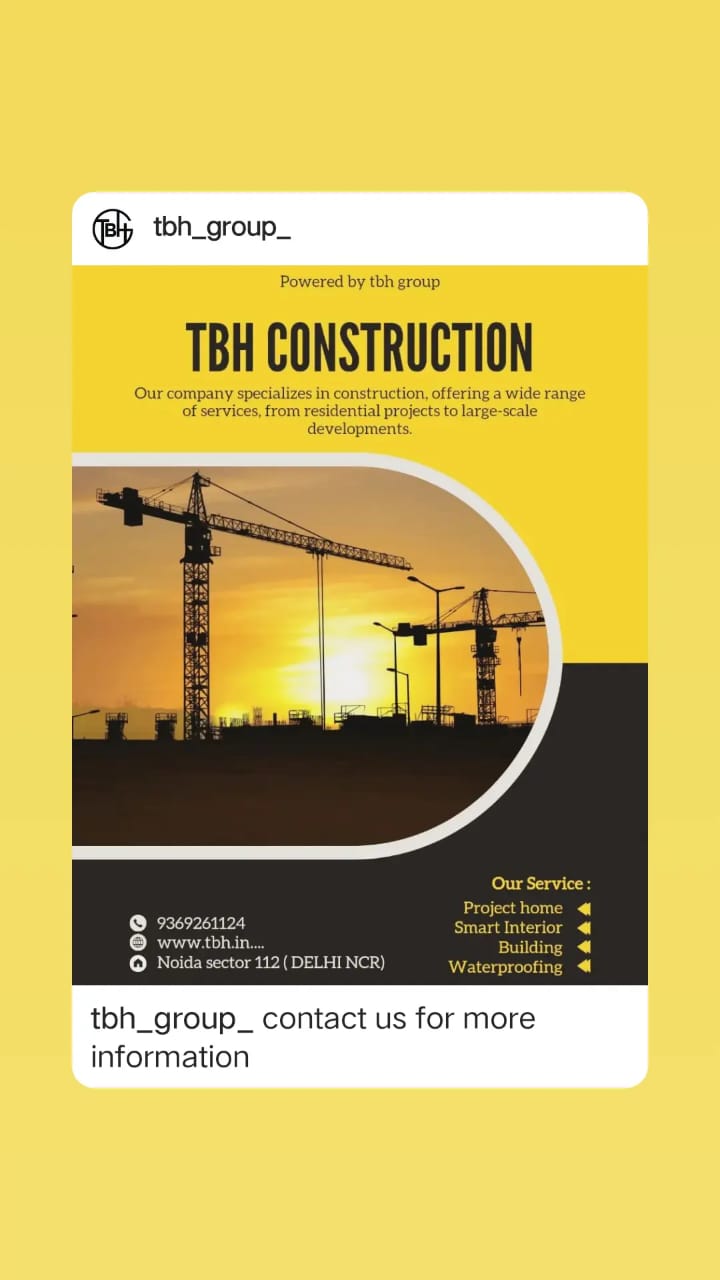 TBH
tbh_group_
Powered by tbh group
TBH CONSTRUCTION
Our company specializes in construction, offering a wide range
of services, from residential projects to large-scale
developments.
9369261124
www.tbh.in....
Noida sector 112 ( DELHI NCR)
Our Service :
Project home
Smart Interior
Building
Waterproofing
tbh_group_ contact us for more
information